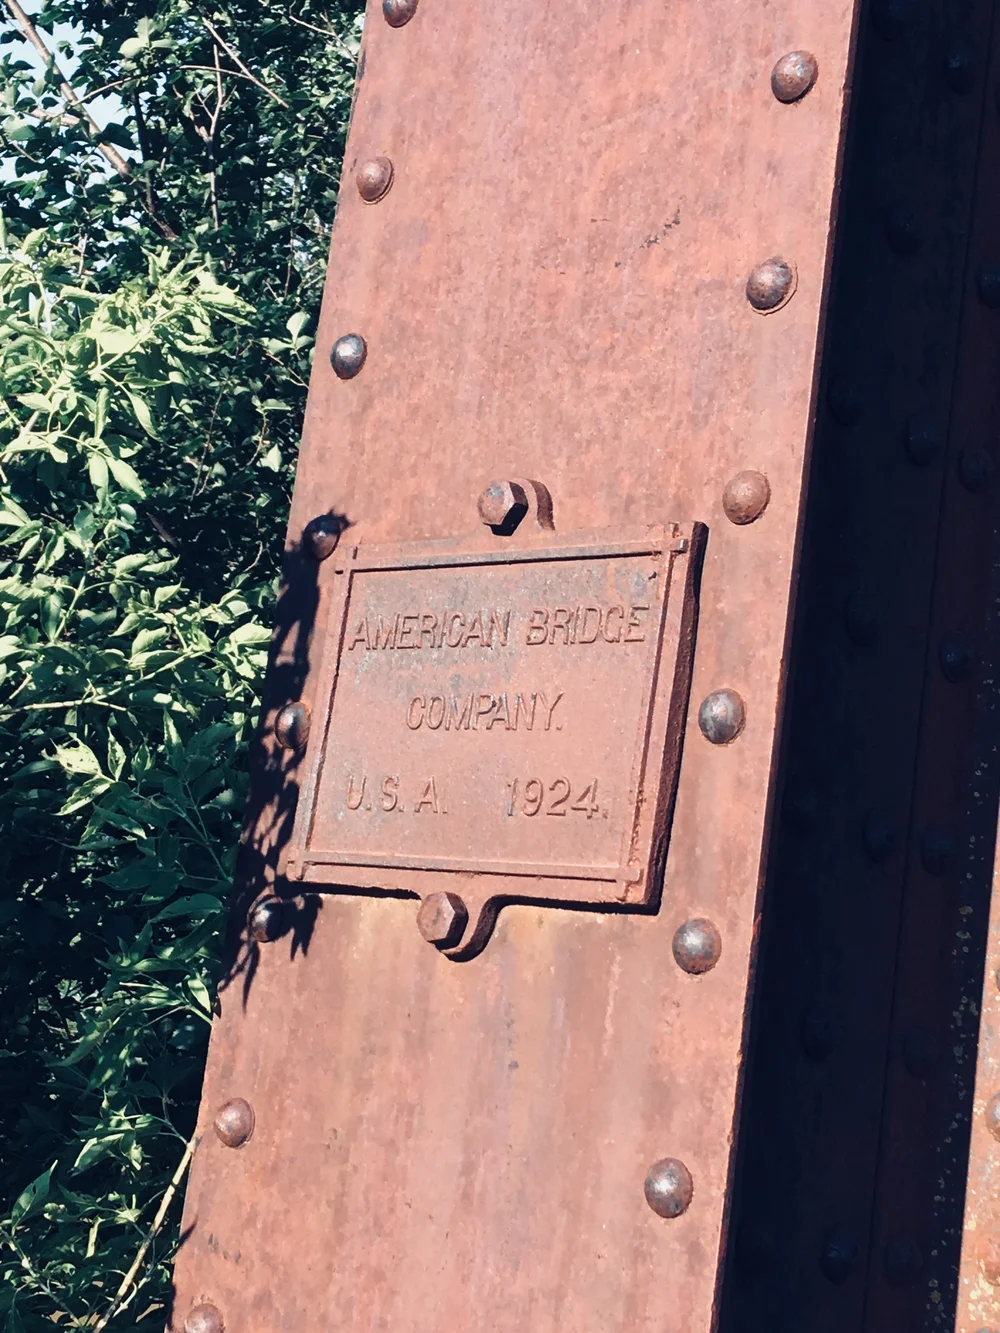 AMERICAN BRIDGE
COMPANY.
U.S.A. 1924.